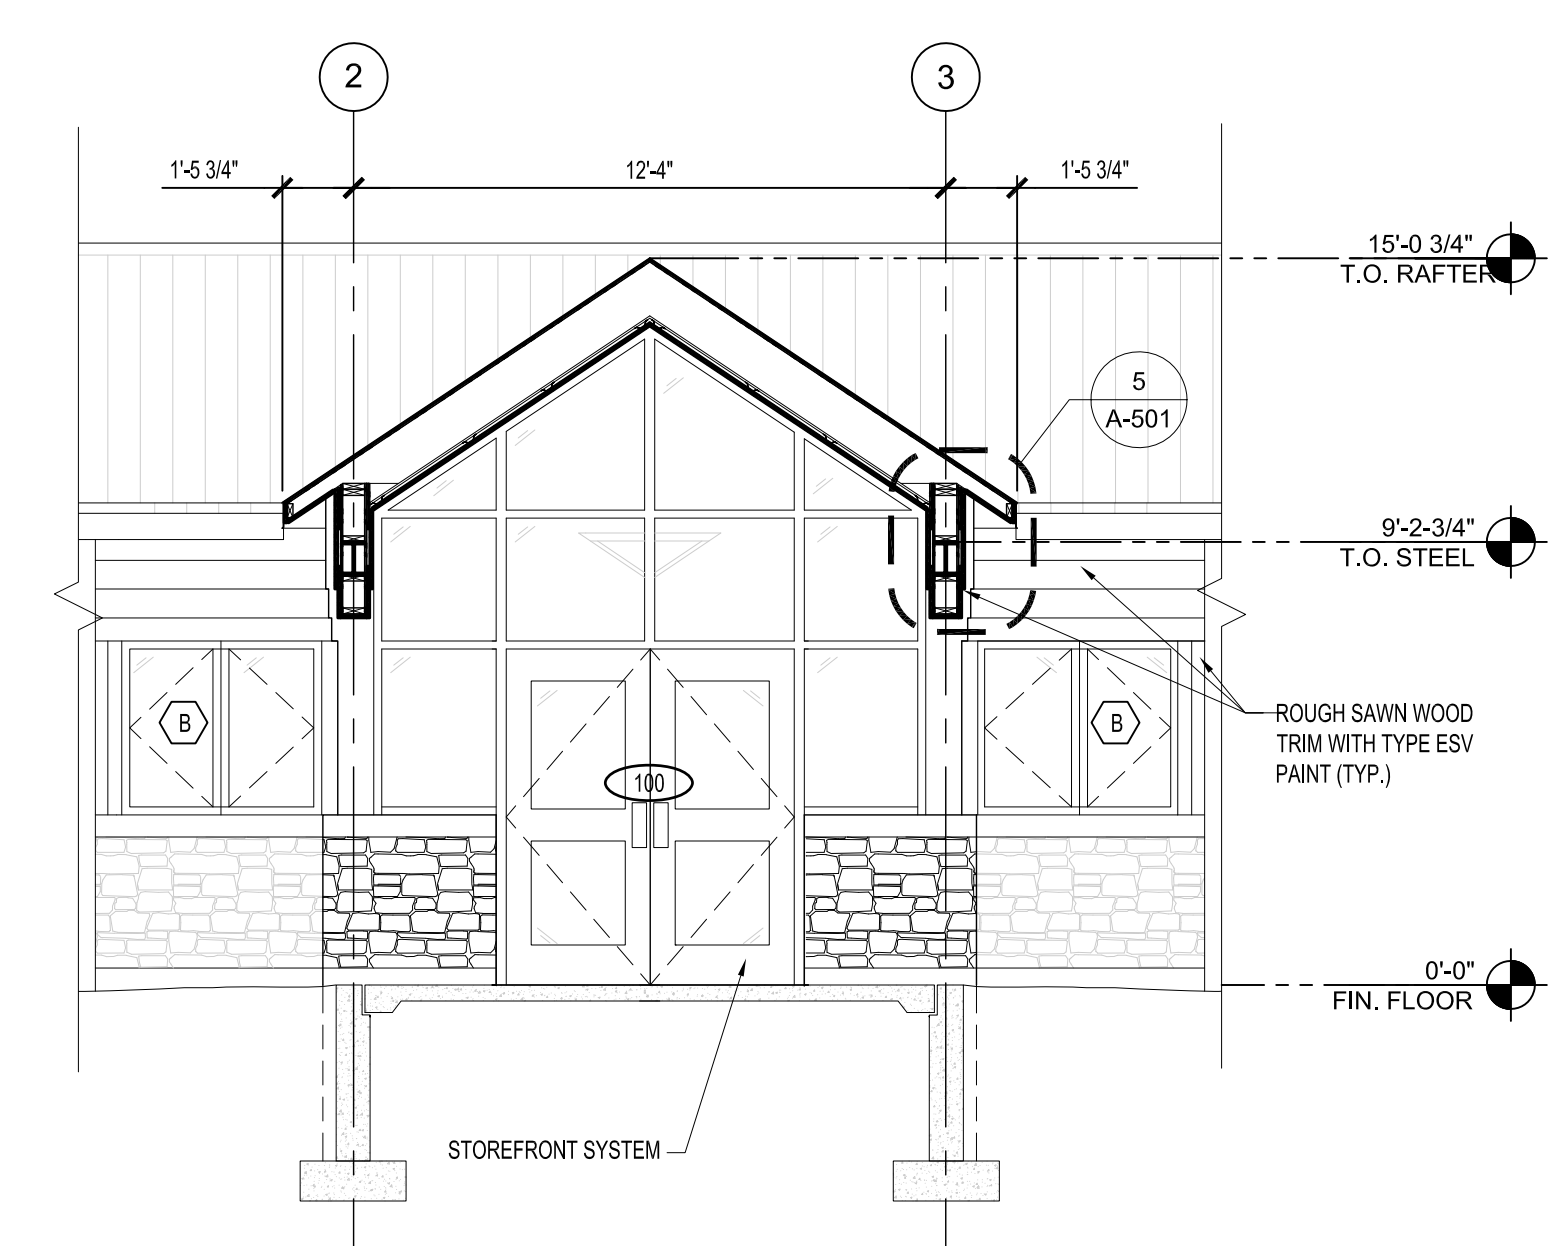 2
3
1'-5 3/4"
12'-4"
1'-5 3/4"
15'-0 3/4"
T.O. RAFTER
5
A-501
9'-2-3/4"
T.O. STEEL
B
B
ROUGH SAWN WOOD
TRIM WITH TYPE ESV
PAINT (TYP.)
100
0'-0"
FIN. FLOOR
STOREFRONT SYSTEM